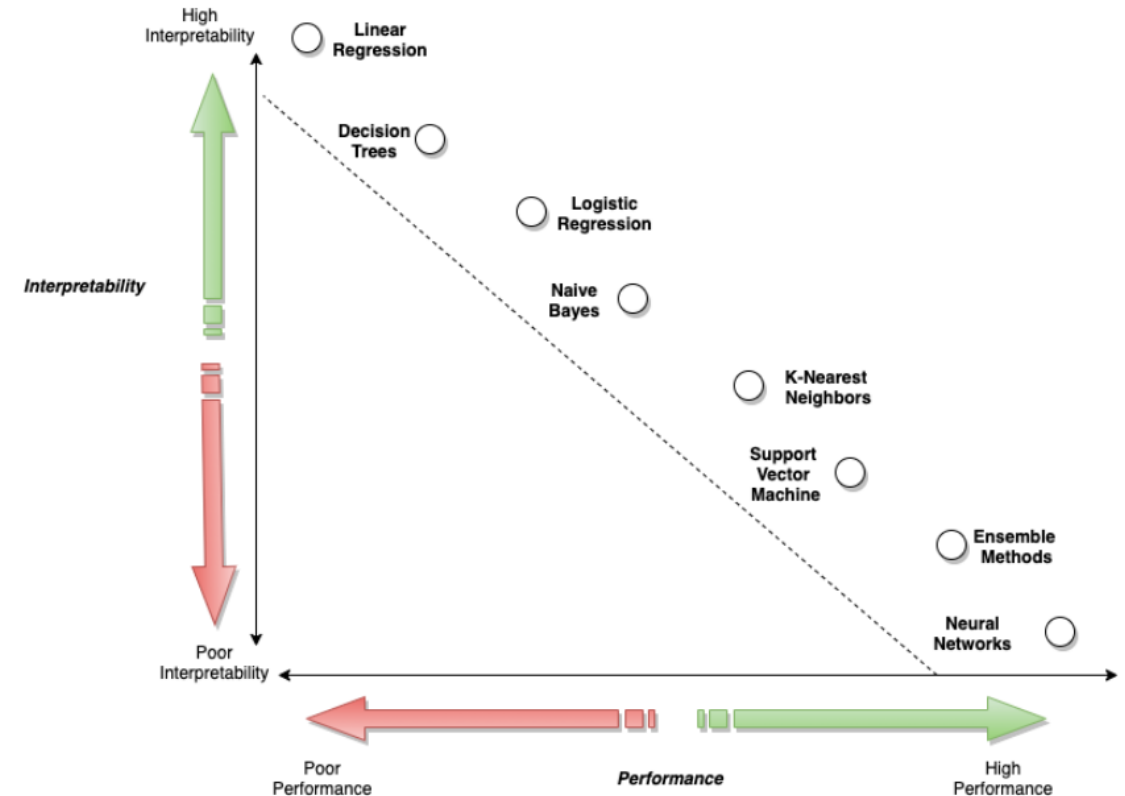 High
Interpretability
Linear
Regression
Decision
Trees
Logistic
Regression
Interpretability
Naive
Bayes
K-Nearest
Neighbors
Support
Vector
Machine
Ensemble
Methods
Neural
Networks
Poor
Interpretability
Poor
Performance
Performance
High
Performance